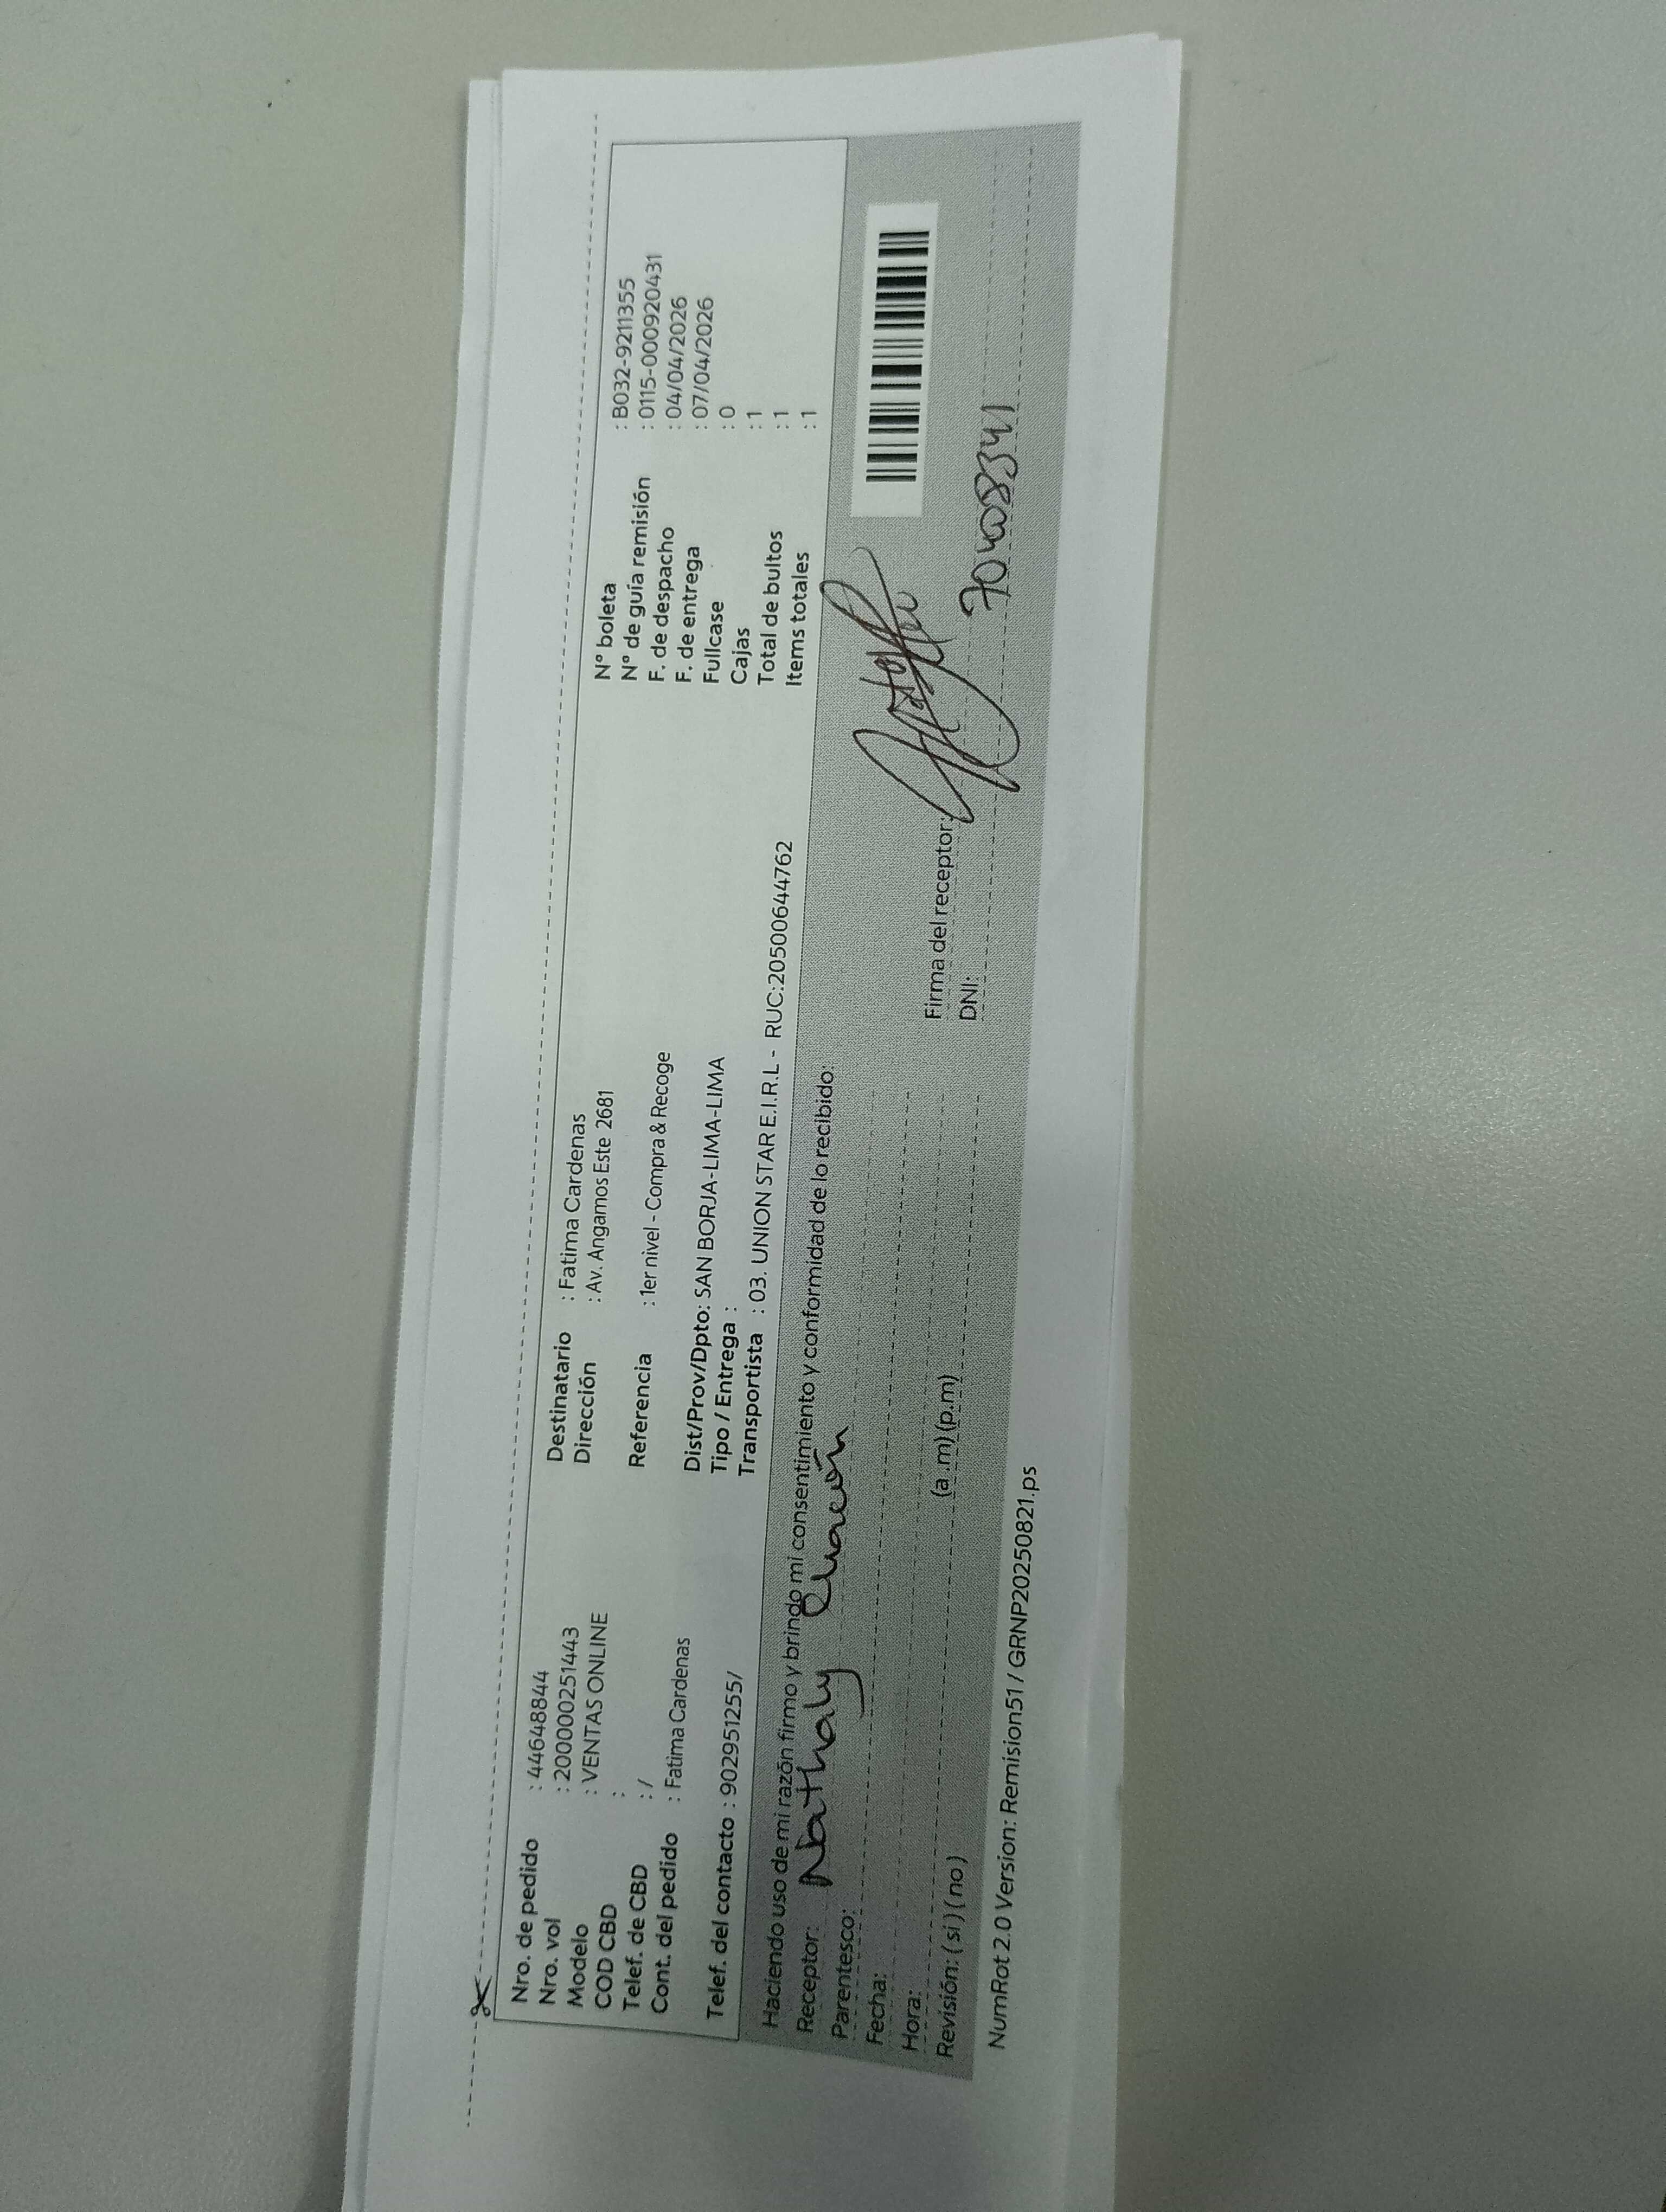 Nro. de pedido : 44648844
Nro. vol : 200000251443
Modelo : VENTAS ONLINE
COD CBD :
Telef. de CBD : /
Cont. del pedido : Fatima Cardenas
Telef. del contacto : 902951255/
Destinatario : Fatima Cardenas
Dirección : Av. Angamos Este 2681
Referencia : 1er nivel - Compra & Recoge
Dist/Prov/Dpto: SAN BORJA-LIMA-LIMA
Tipo / Entrega :
Transportista : 03. UNION STAR E.I.R.L - RUC:20500644762
N° boleta : B032-9211355
N° de guía remisión : 0115-0000920431
F. de despacho : 04/04/2026
F. de entrega : 07/04/2026
Fullcase : 0
Cajas : 1
Total de bultos : 1
Items totales : 1
Haciendo uso de mi razón firmo y brindo mi consentimiento y conformidad de lo recibido:
Receptor: Nathaly Chacón
Parentesco:
Fecha:
Hora: (a .m) (p.m)
Revisión: ( si ) ( no )
Firma del receptor:
DNI: 70408341
NumRot 2.0 Version: Remision51 / GRNP20250821.ps